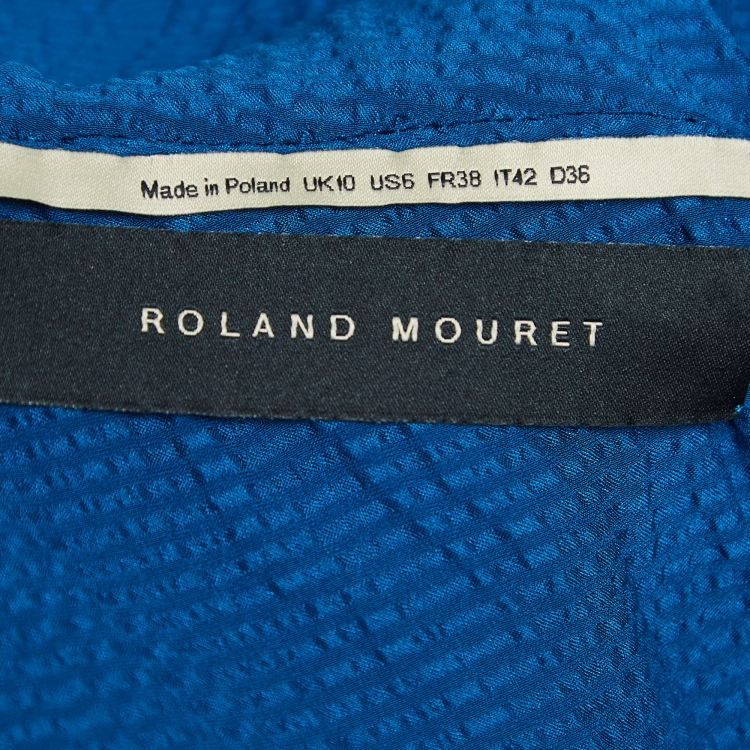 Made in Poland UK10 US6 FR38 IT42 D36
ROLAND MOURET